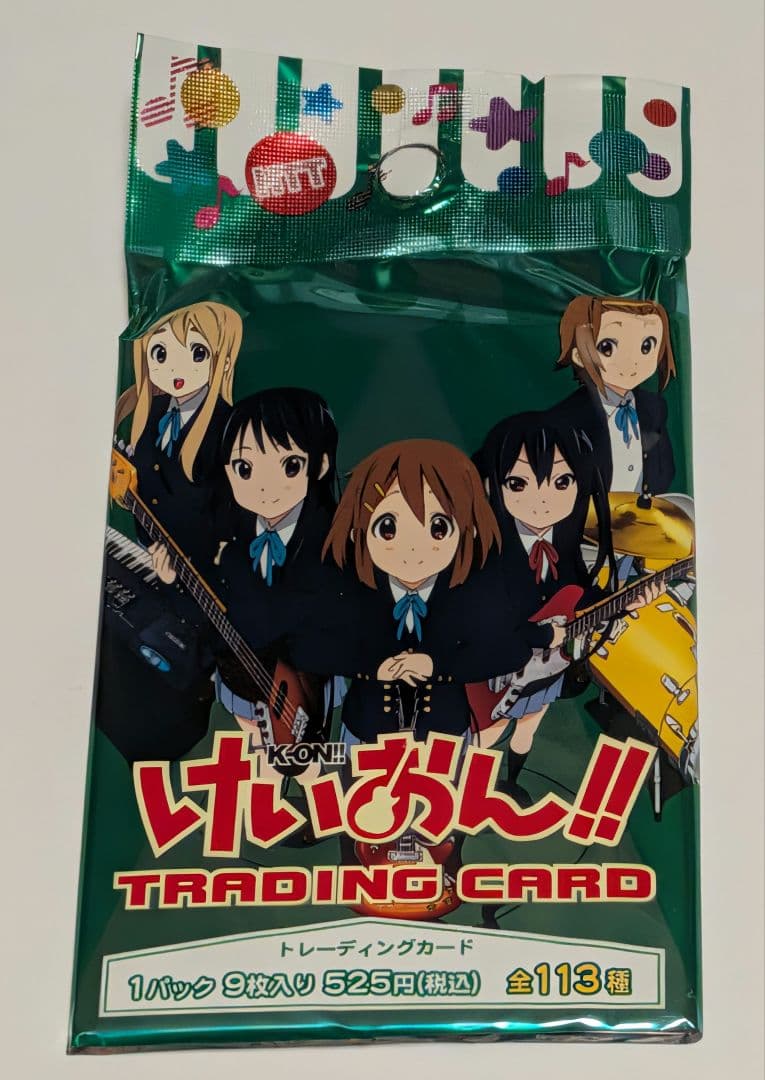 HTT
K-ON!!
けいおん!!
TRADING CARD
トレーディングカード
1パック 9枚入り 525円(税込) 全113種